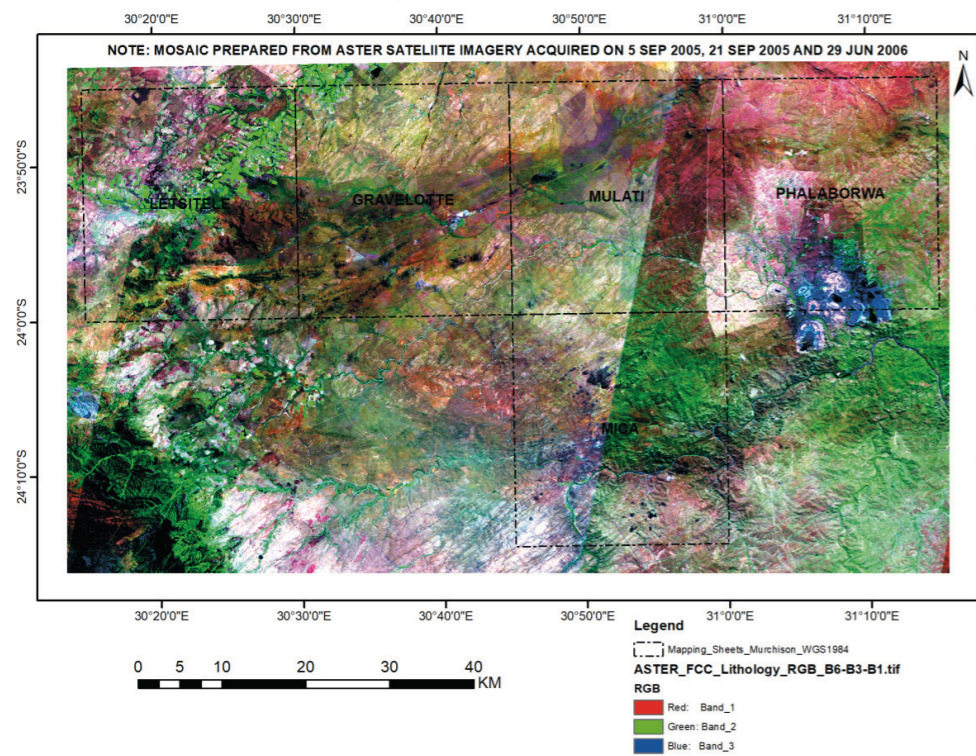 30°20'0"E 30°30'0"E 30°40'0"E 30°50'0"E 31°0'0"E 31°10'0"E
NOTE: MOSAIC PREPARED FROM ASTER SATELIITE IMAGERY ACQUIRED ON 5 SEP 2005, 21 SEP 2005 AND 29 JUN 2006
N
23°50'0"S
LETSITELE GRAVELOTTE MULATI PHALABORWA
24°0'0"S
MICA
24°10'0"S
30°20'0"E 30°30'0"E 30°40'0"E 30°50'0"E 31°0'0"E 31°10'0"E
0 5 10 20 30 40
KM
Legend
Mapping_Sheets_Murchison_WGS1984
ASTER_FCC_Lithology_RGB_B6-B3-B1.tif
RGB
Red: Band_1
Green: Band_2
Blue: Band_3